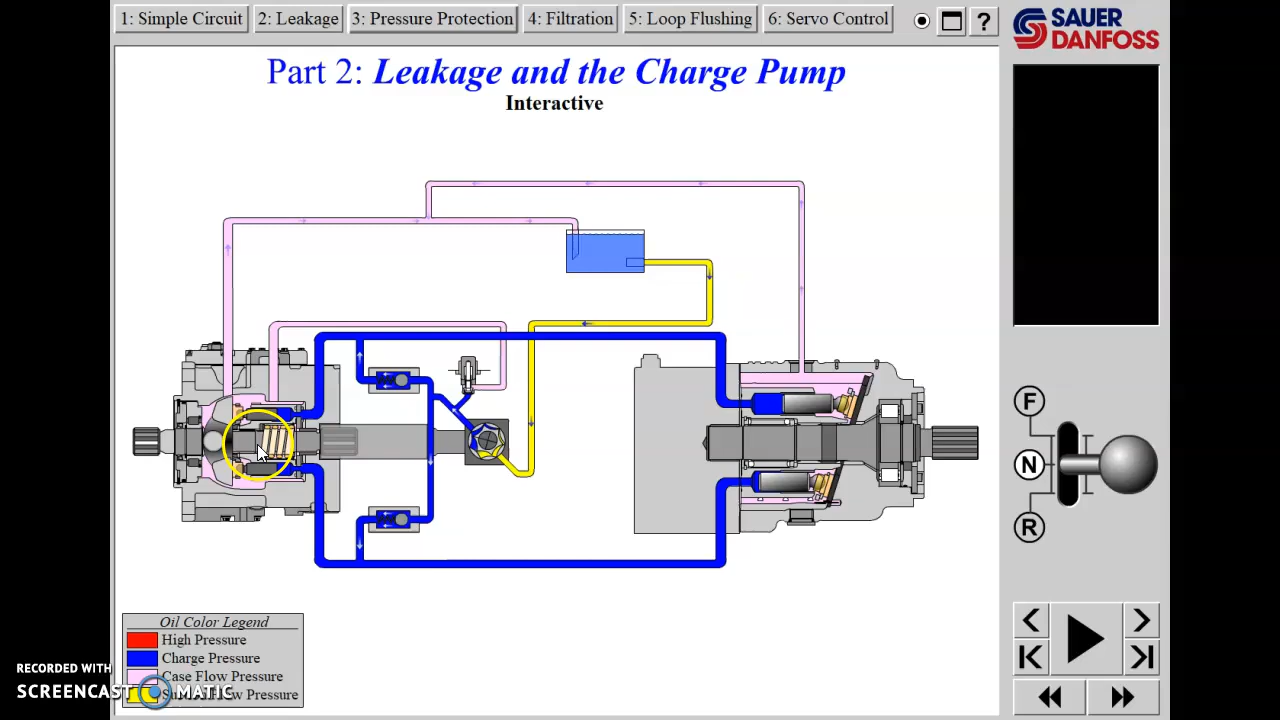 1: Simple Circuit
2: Leakage
3: Pressure Protection
4: Filtration
5: Loop Flushing
6: Servo Control
?
SAUER
DANFOSS
Part 2: Leakage and the Charge Pump
Interactive
F
N
R
Oil Color Legend
High Pressure
Charge Pressure
Case Flow Pressure
Flow Pressure
RECORDED WITH
SCREENCAST MATIC